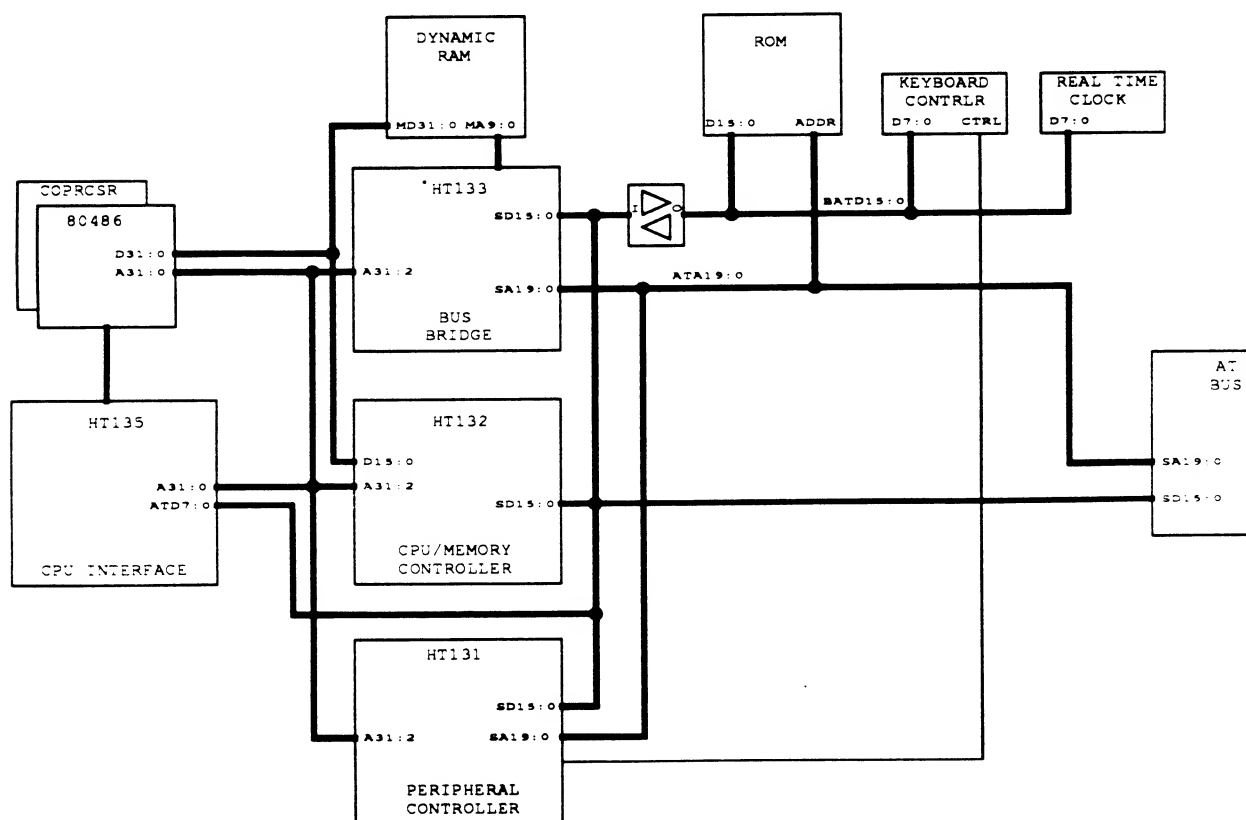 DYNAMIC
RAM
MD31:0 MA9:0
ROM
D15:0 ADDR
KEYBOARD
CONTRLR
D7:0 CTRL
REAL TIME
CLOCK
D7:0
COPRCSR
80486
D31:0
A31:0
HT133
SD15:0
A31:2
SA19:0
BUS
BRIDGE
I O
BATD15:0
ATA19:0
AT
BUS
SA19:0
SD15:0
HT135
A31:0
ATD7:0
CPU INTERFACE
HT132
D15:0
A31:2
SD15:0
CPU/MEMORY
CONTROLLER
HT131
SD15:0
A31:2
SA19:0
PERIPHERAL
CONTROLLER